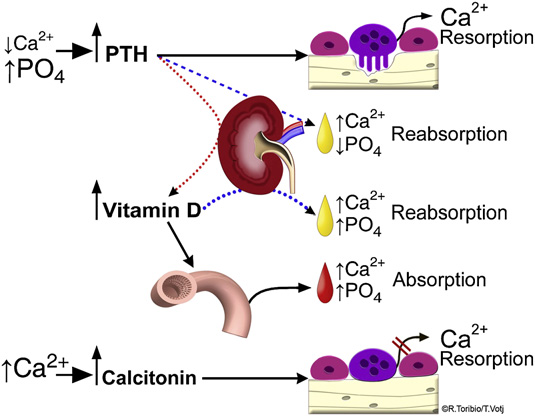 ↓Ca²⁺
↑PO₄
↑ PTH
Ca²⁺
Resorption
↑Ca²⁺
↓PO₄
Reabsorption
↑ Vitamin D
↑Ca²⁺
↑PO₄
Reabsorption
↑Ca²⁺
↑PO₄
Absorption
↑Ca²⁺
↑ Calcitonin
Ca²⁺
Resorption
©R.Toribio/T.Votj